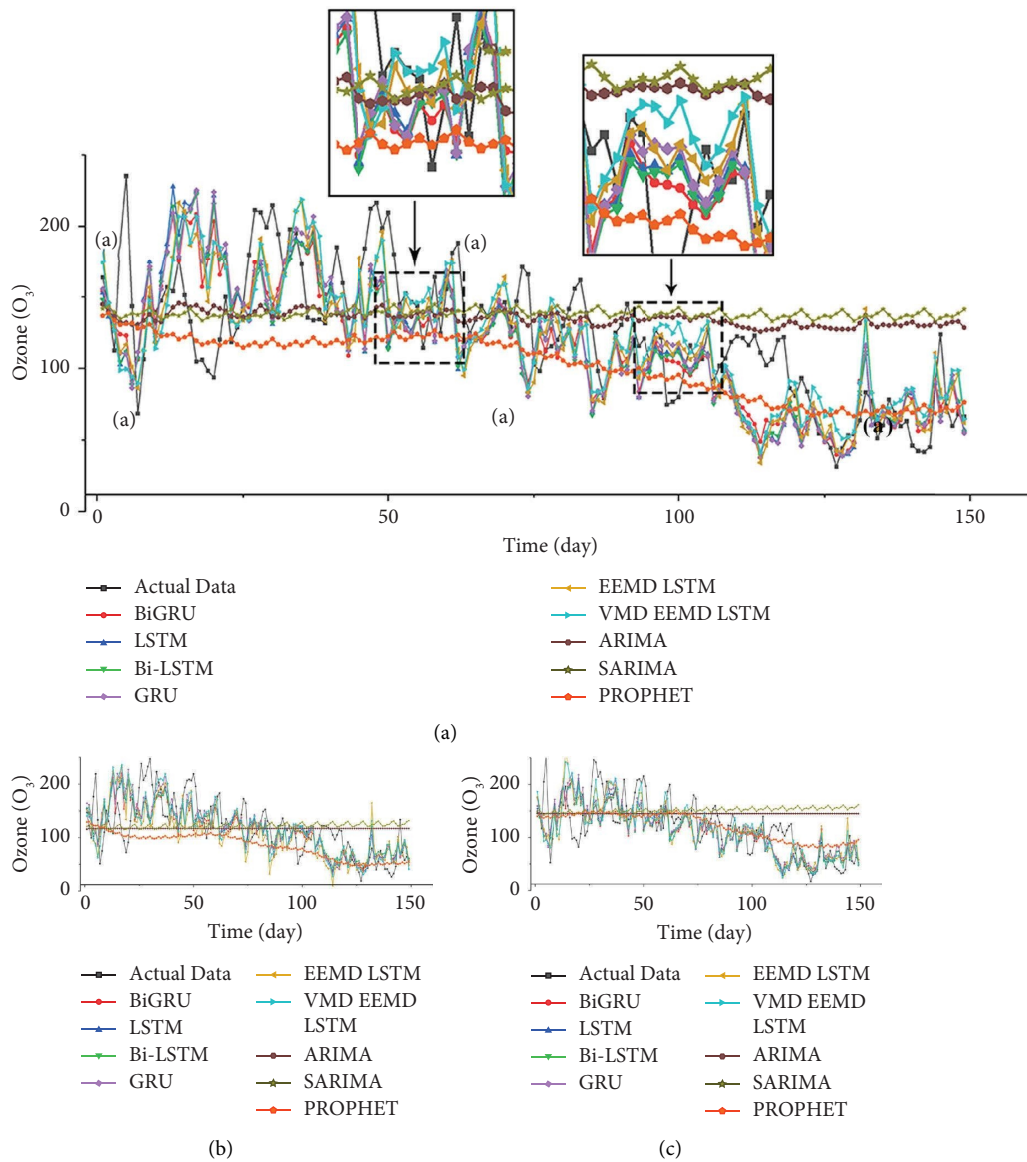 250
200
150
100
50
0
Ozone (O3)
(a)
(a)
(a)
(a)
(a)
0
50
100
150
Time (day)
Actual Data
BiGRU
LSTM
Bi-LSTM
GRU
EEMD LSTM
VMD EEMD LSTM
ARIMA
SARIMA
PROPHET
(a)
Ozone (O3)
200
100
0
0
50
100
150
Time (day)
Actual Data
BiGRU
LSTM
Bi-LSTM
GRU
EEMD LSTM
VMD EEMD
LSTM
ARIMA
SARIMA
PROPHET
(b)
Ozone (O3)
200
100
0
0
50
100
150
Time (day)
Actual Data
BiGRU
LSTM
Bi-LSTM
GRU
EEMD LSTM
VMD EEMD
LSTM
ARIMA
SARIMA
PROPHET
(c)